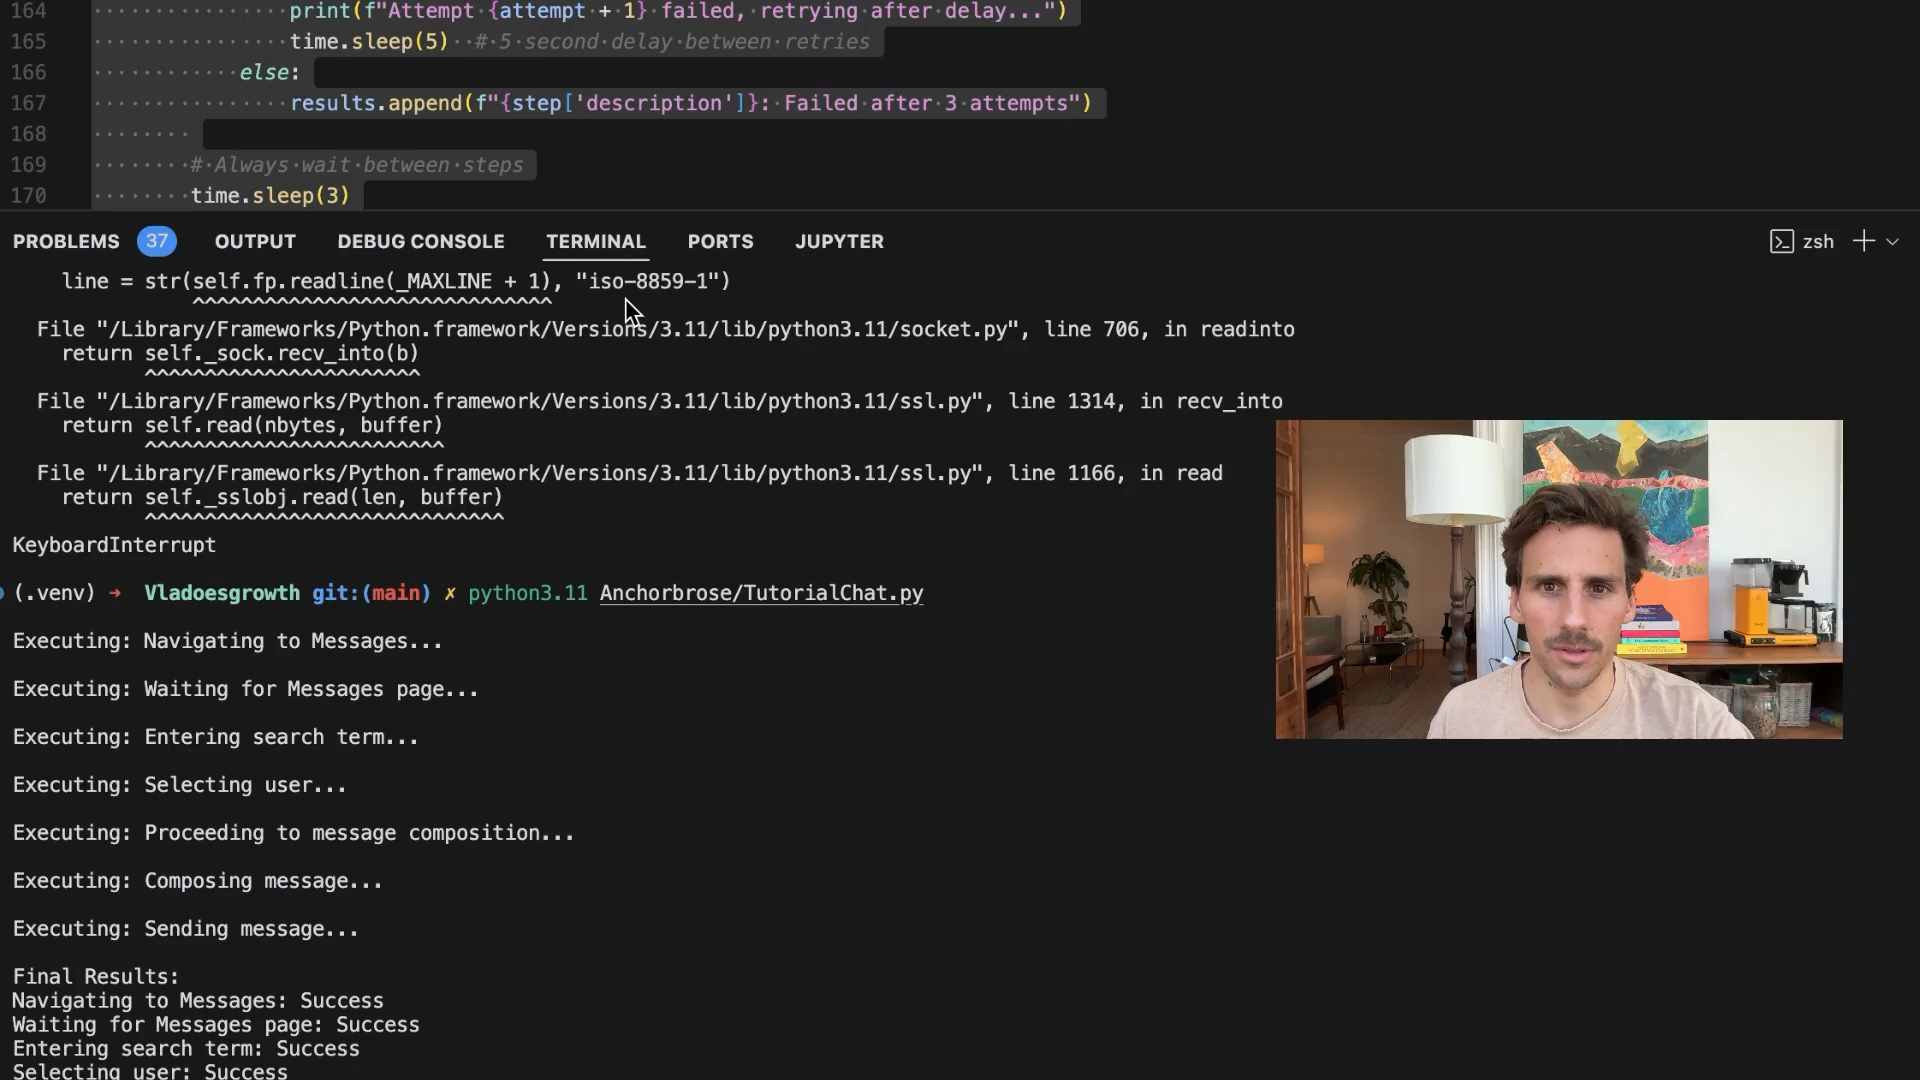 164 print(f"Attempt {attempt + 1} failed, retrying after delay...")
165 time.sleep(5) # 5 second delay between retries
166 else:
167 results.append(f"{step['description']}: Failed after 3 attempts")
168
169 # Always wait between steps
170 time.sleep(3)
PROBLEMS 37 OUTPUT DEBUG CONSOLE TERMINAL PORTS JUPYTER zsh
line = str(self.fp.readline(_MAXLINE + 1), "iso-8859-1")
^^^^^^^^^^^^^^^^^^^^^^^^^^^^^^
File "/Library/Frameworks/Python.framework/Versions/3.11/lib/python3.11/socket.py", line 706, in readinto
return self._sock.recv_into(b)
^^^^^^^^^^^^^^^^^^^^^^^
File "/Library/Frameworks/Python.framework/Versions/3.11/lib/python3.11/ssl.py", line 1314, in recv_into
return self.read(nbytes, buffer)
^^^^^^^^^^^^^^^^^^^^^^^^^
File "/Library/Frameworks/Python.framework/Versions/3.11/lib/python3.11/ssl.py", line 1166, in read
return self._sslobj.read(len, buffer)
^^^^^^^^^^^^^^^^^^^^^^^^^^^^^^
KeyboardInterrupt
(.venv) ➜ Vladoesgrowth git:(main) ✗ python3.11 Anchorbrose/TutorialChat.py
Executing: Navigating to Messages...
Executing: Waiting for Messages page...
Executing: Entering search term...
Executing: Selecting user...
Executing: Proceeding to message composition...
Executing: Composing message...
Executing: Sending message...
Final Results:
Navigating to Messages: Success
Waiting for Messages page: Success
Entering search term: Success
Selecting user: Success